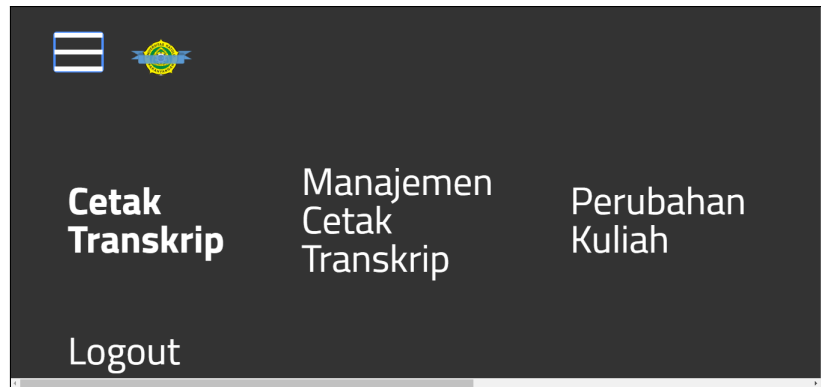 Cetak
Transkrip
Manajemen
Cetak
Transkrip
Perubahan
Kuliah
Logout